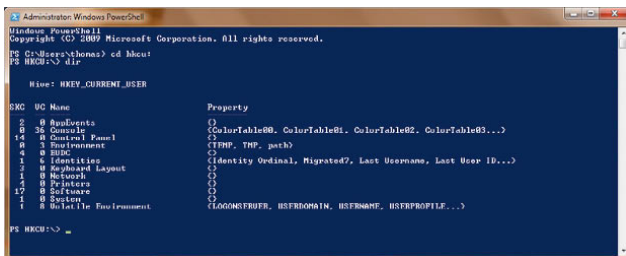 Administrator: Windows PowerShell
Windows PowerShell
Copyright (C) 2009 Microsoft Corporation. All rights reserved.
PS C:\Users\thomas> cd hkcu:
PS HKCU:\> dir
Hive: HKEY_CURRENT_USER
SKC VC Name Property
2 0 AppEvents {}
0 36 Console {ColorTable00, ColorTable01, ColorTable02, ColorTable03...}
14 0 Control Panel {}
0 3 Environment {TEMP, TMP, path}
4 0 EUDC {}
1 6 Identities {Identity Ordinal, Migrated7, Last Username, Last User ID...}
3 0 Keyboard Layout {}
1 0 Network {}
4 0 Printers {}
17 0 Software {}
1 0 System {}
1 8 Volatile Environment {LOGONSERVER, USERDOMAIN, USERNAME, USERPROFILE...}
PS HKCU:\> _